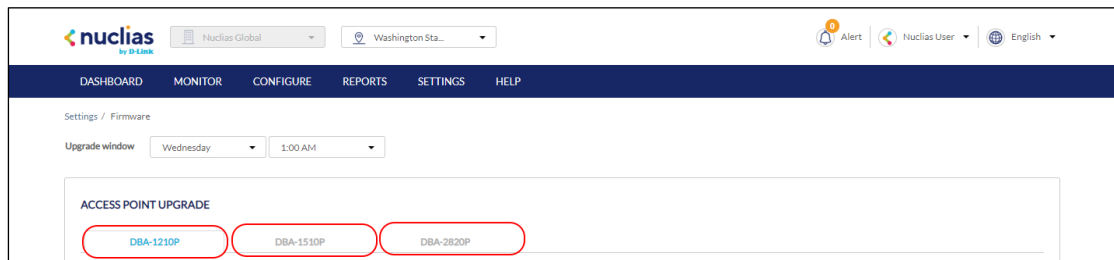 nuclias Nuclias Global Washington Sta... 0 Alert Nuclias User English
by D-Link
DASHBOARD MONITOR CONFIGURE REPORTS SETTINGS HELP
Settings / Firmware
Upgrade window Wednesday 1:00 AM
ACCESS POINT UPGRADE
DBA-1210P DBA-1510P DBA-2820P